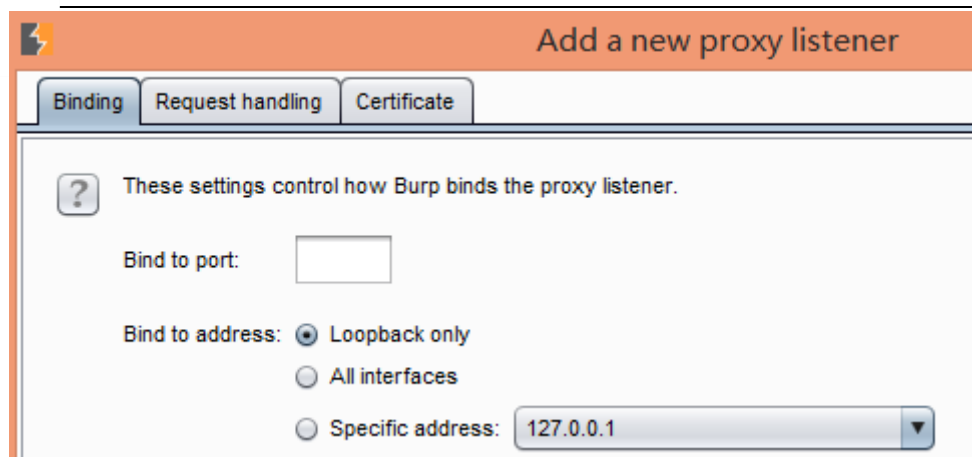 Add a new proxy listener
Binding Request handling Certificate
? These settings control how Burp binds the proxy listener.
Bind to port:
Bind to address: Loopback only
All interfaces
Specific address: 127.0.0.1